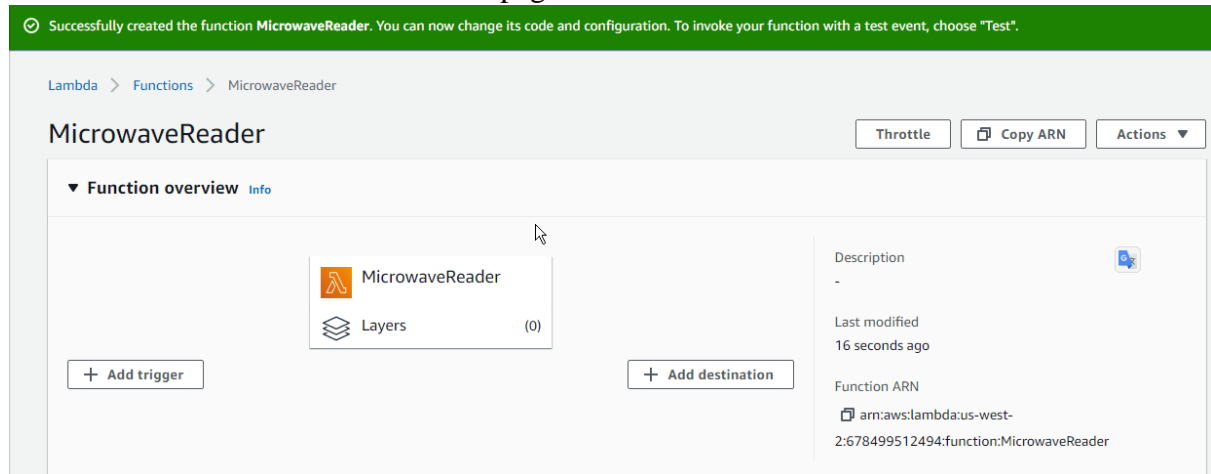 Successfully created the function MicrowaveReader. You can now change its code and configuration. To invoke your function with a test event, choose "Test".
Lambda > Functions > MicrowaveReader
MicrowaveReader
Throttle
Copy ARN
Actions ▼
▼ Function overview Info
MicrowaveReader
Layers (0)
+ Add trigger
+ Add destination
Description
-
Last modified
16 seconds ago
Function ARN
arn:aws:lambda:us-west-
2:678499512494:function:MicrowaveReader